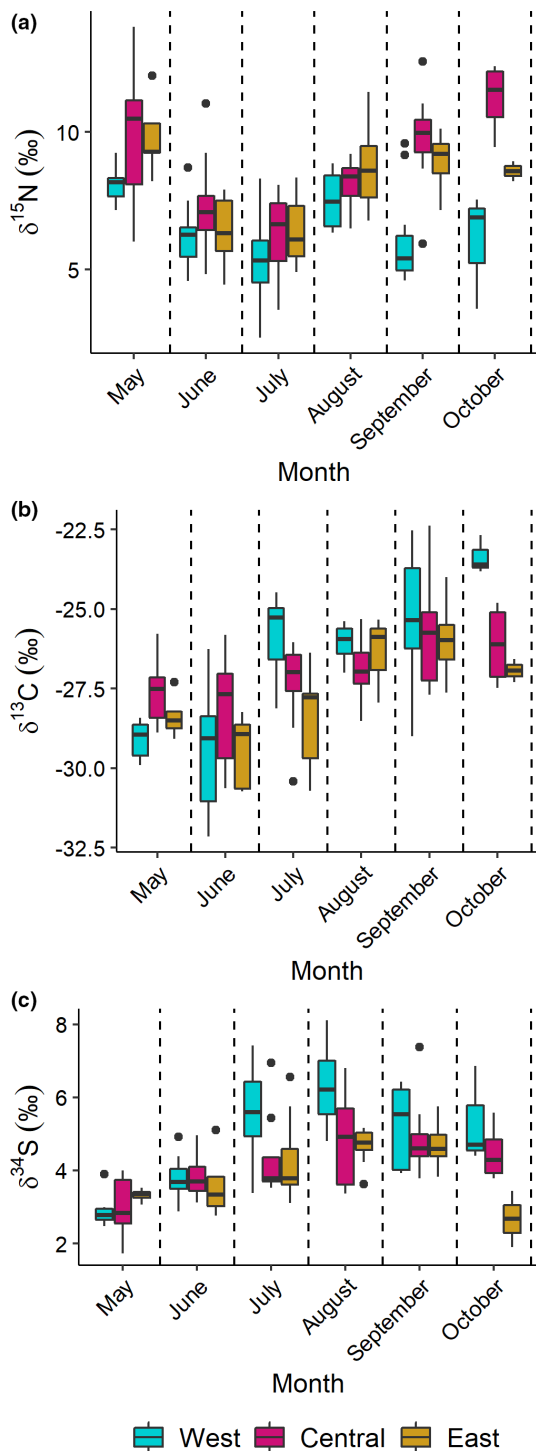 (a)
δ15N (‰)
10
5
May
June
July
August
September
October
Month
(b)
δ13C (‰)
-22.5
-25.0
-27.5
-30.0
-32.5
May
June
July
August
September
October
Month
(c)
δ34S (‰)
8
6
4
2
May
June
July
August
September
October
Month
West Central East